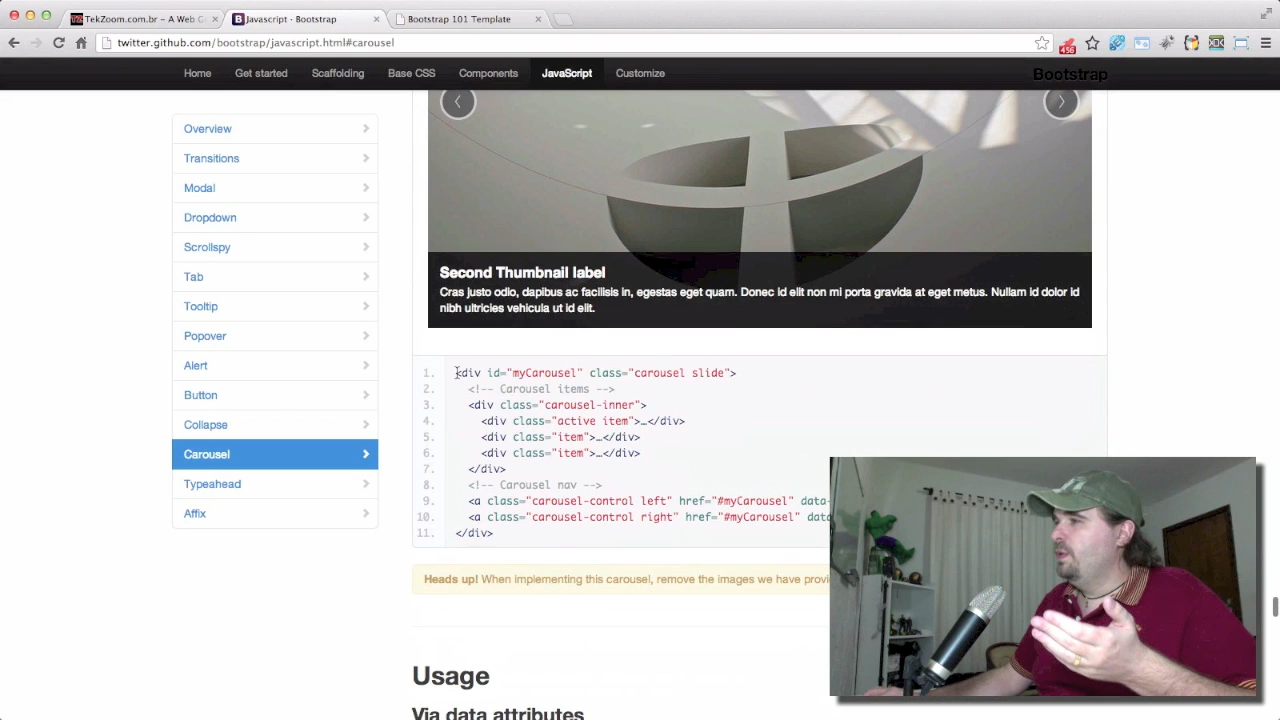 TekZoom.com.br – A Web G
Javascript · Bootstrap
Bootstrap 101 Template
twitter.github.com/bootstrap/javascript.html#carousel
456
Home
Get started
Scaffolding
Base CSS
Components
JavaScript
Customize
Bootstrap
Overview
Transitions
Modal
Dropdown
Scrollspy
Tab
Tooltip
Popover
Alert
Button
Collapse
Carousel
Typeahead
Affix
Second Thumbnail label
Cras justo odio, dapibus ac facilisis in, egestas eget quam. Donec id elit non mi porta gravida at eget metus. Nullam id dolor id
nibh ultricies vehicula ut id elit.
1. <div id="myCarousel" class="carousel slide">
2. <!-- Carousel items -->
3. <div class="carousel-inner">
4. <div class="active item">…</div>
5. <div class="item">…</div>
6. <div class="item">…</div>
7. </div>
8. <!-- Carousel nav -->
9. <a class="carousel-control left" href="#myCarousel" data-
10. <a class="carousel-control right" href="#myCarousel" data
11. </div>
Heads up! When implementing this carousel, remove the images we have provi
Usage
Via data attributes